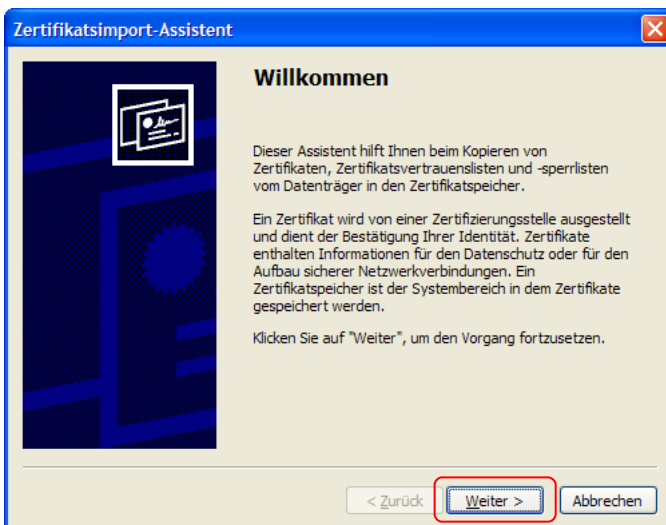 Zertifikatsimport-Assistent
Willkommen
Dieser Assistent hilft Ihnen beim Kopieren von
Zertifikaten, Zertifikatsvertrauenslisten und -sperrlisten
vom Datenträger in den Zertifikatspeicher.
Ein Zertifikat wird von einer Zertifizierungsstelle ausgestellt
und dient der Bestätigung Ihrer Identität. Zertifikate
enthalten Informationen für den Datenschutz oder für den
Aufbau sicherer Netzwerkverbindungen. Ein
Zertifikatspeicher ist der Systembereich in dem Zertifikate
gespeichert werden.
Klicken Sie auf "Weiter", um den Vorgang fortzusetzen.
< Zurück Weiter > Abbrechen